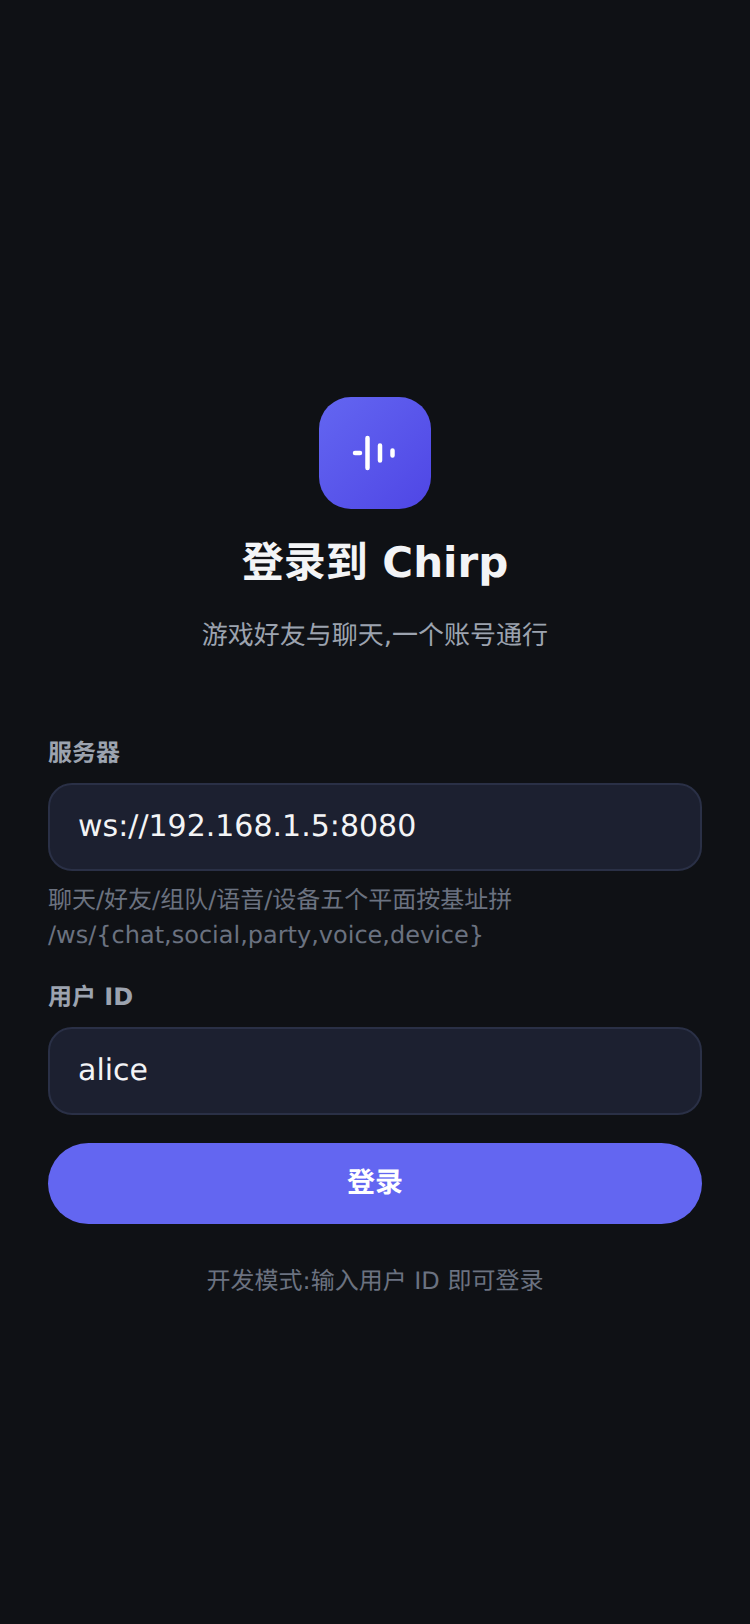 登录到 Chirp
游戏好友与聊天,一个账号通行
服务器
ws://192.168.1.5:8080
聊天/好友/组队/语音/设备五个平面按基址拼
/ws/{chat,social,party,voice,device}
用户 ID
alice
登录
开发模式:输入用户 ID 即可登录